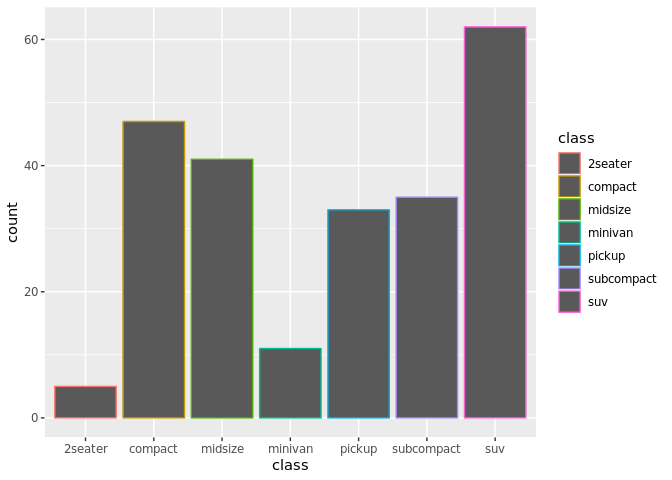 60
40
20
0
count
2seater compact midsize minivan pickup subcompact suv
class
class
2seater
compact
midsize
minivan
pickup
subcompact
suv